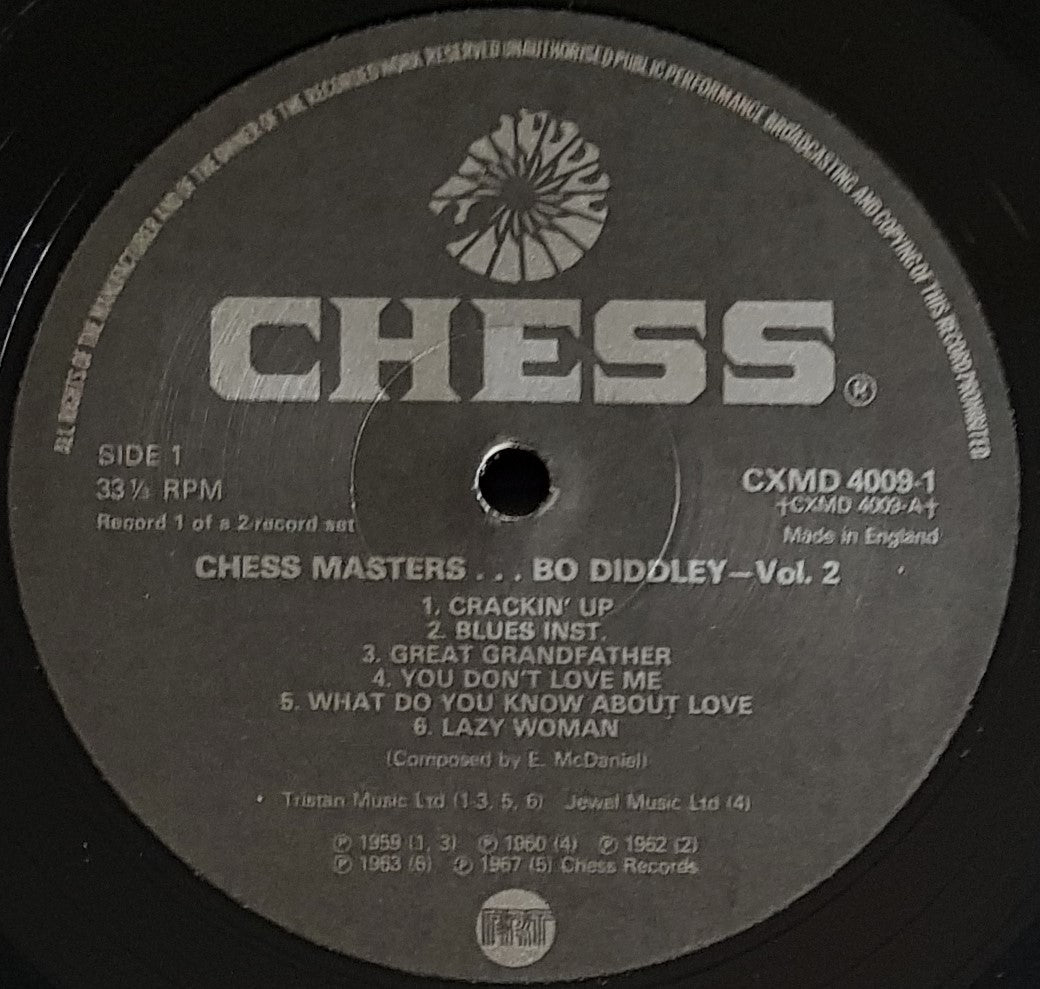 ALL RIGHTS OF THE MANUFACTURER AND OF THE OWNER OF THE RECORDED WORK RESERVED UNAUTHORISED PUBLIC PERFORMANCE BROADCASTING AND COPYING OF THIS RECORD PROHIBITED
CHESS ®
SIDE 1
33⅓ RPM
Record 1 of a 2-record set
CXMD 4009-1
†CXMD 4009-A†
Made in England
CHESS MASTERS . . . BO DIDDLEY—Vol. 2
1. CRACKIN' UP
2. BLUES INST.
3. GREAT GRANDFATHER
4. YOU DON'T LOVE ME
5. WHAT DO YOU KNOW ABOUT LOVE
6. LAZY WOMAN
(Composed by E. McDaniel)
Tristan Music Ltd (1-3, 5, 6) Jewel Music Ltd (4)
℗ 1959 (1, 3) ℗ 1960 (4) ℗ 1962 (2)
℗ 1963 (6) ℗ 1967 (5) Chess Records
PRT